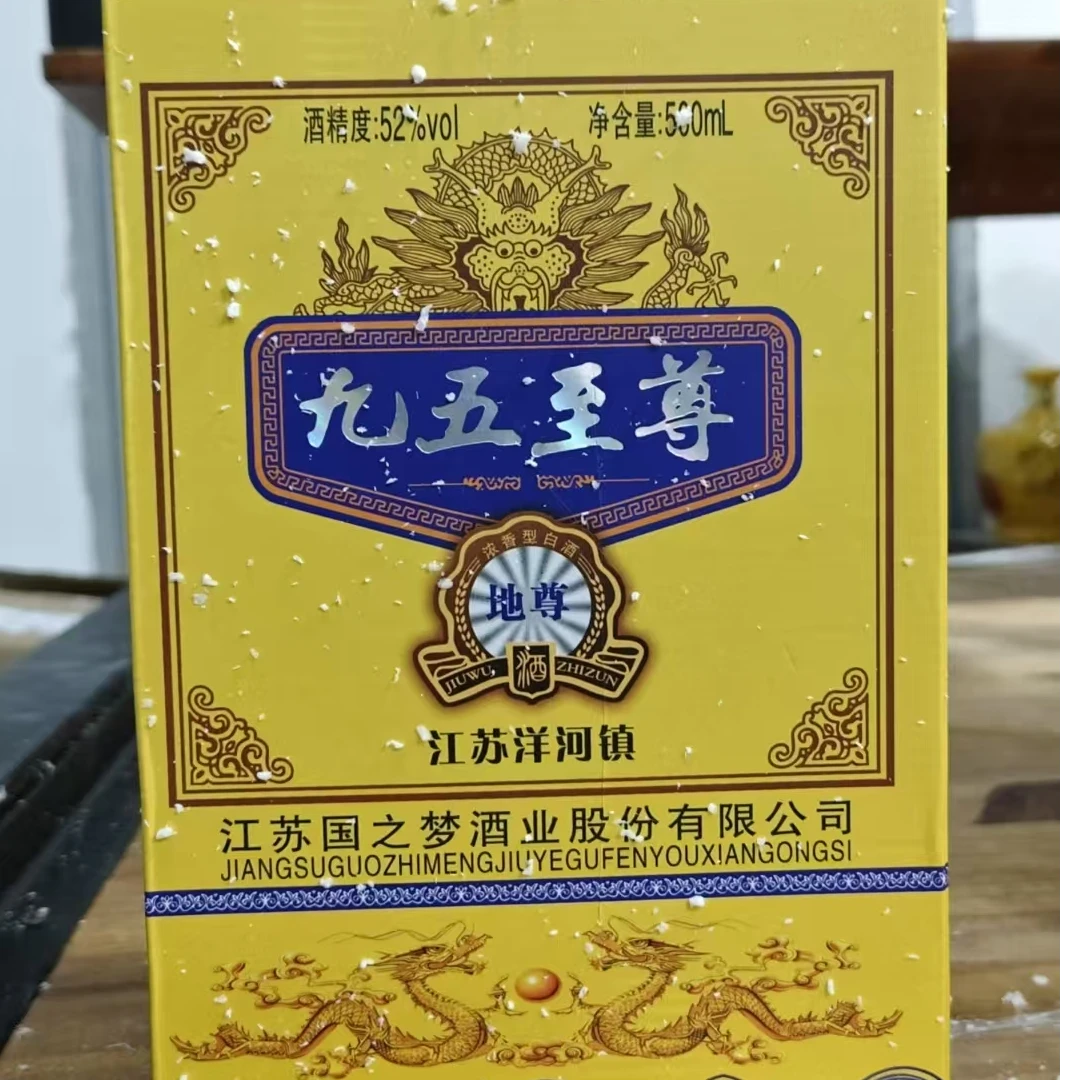 酒精度:52%vol 净含量:500mL
九五至尊
浓香型白酒
地尊
JIUWU 酒 ZHIZUN
江苏洋河镇
江苏国之梦酒业股份有限公司
JIANGSUGUOZHIMENGJIUYEGUFENYOUXIANGONGSI